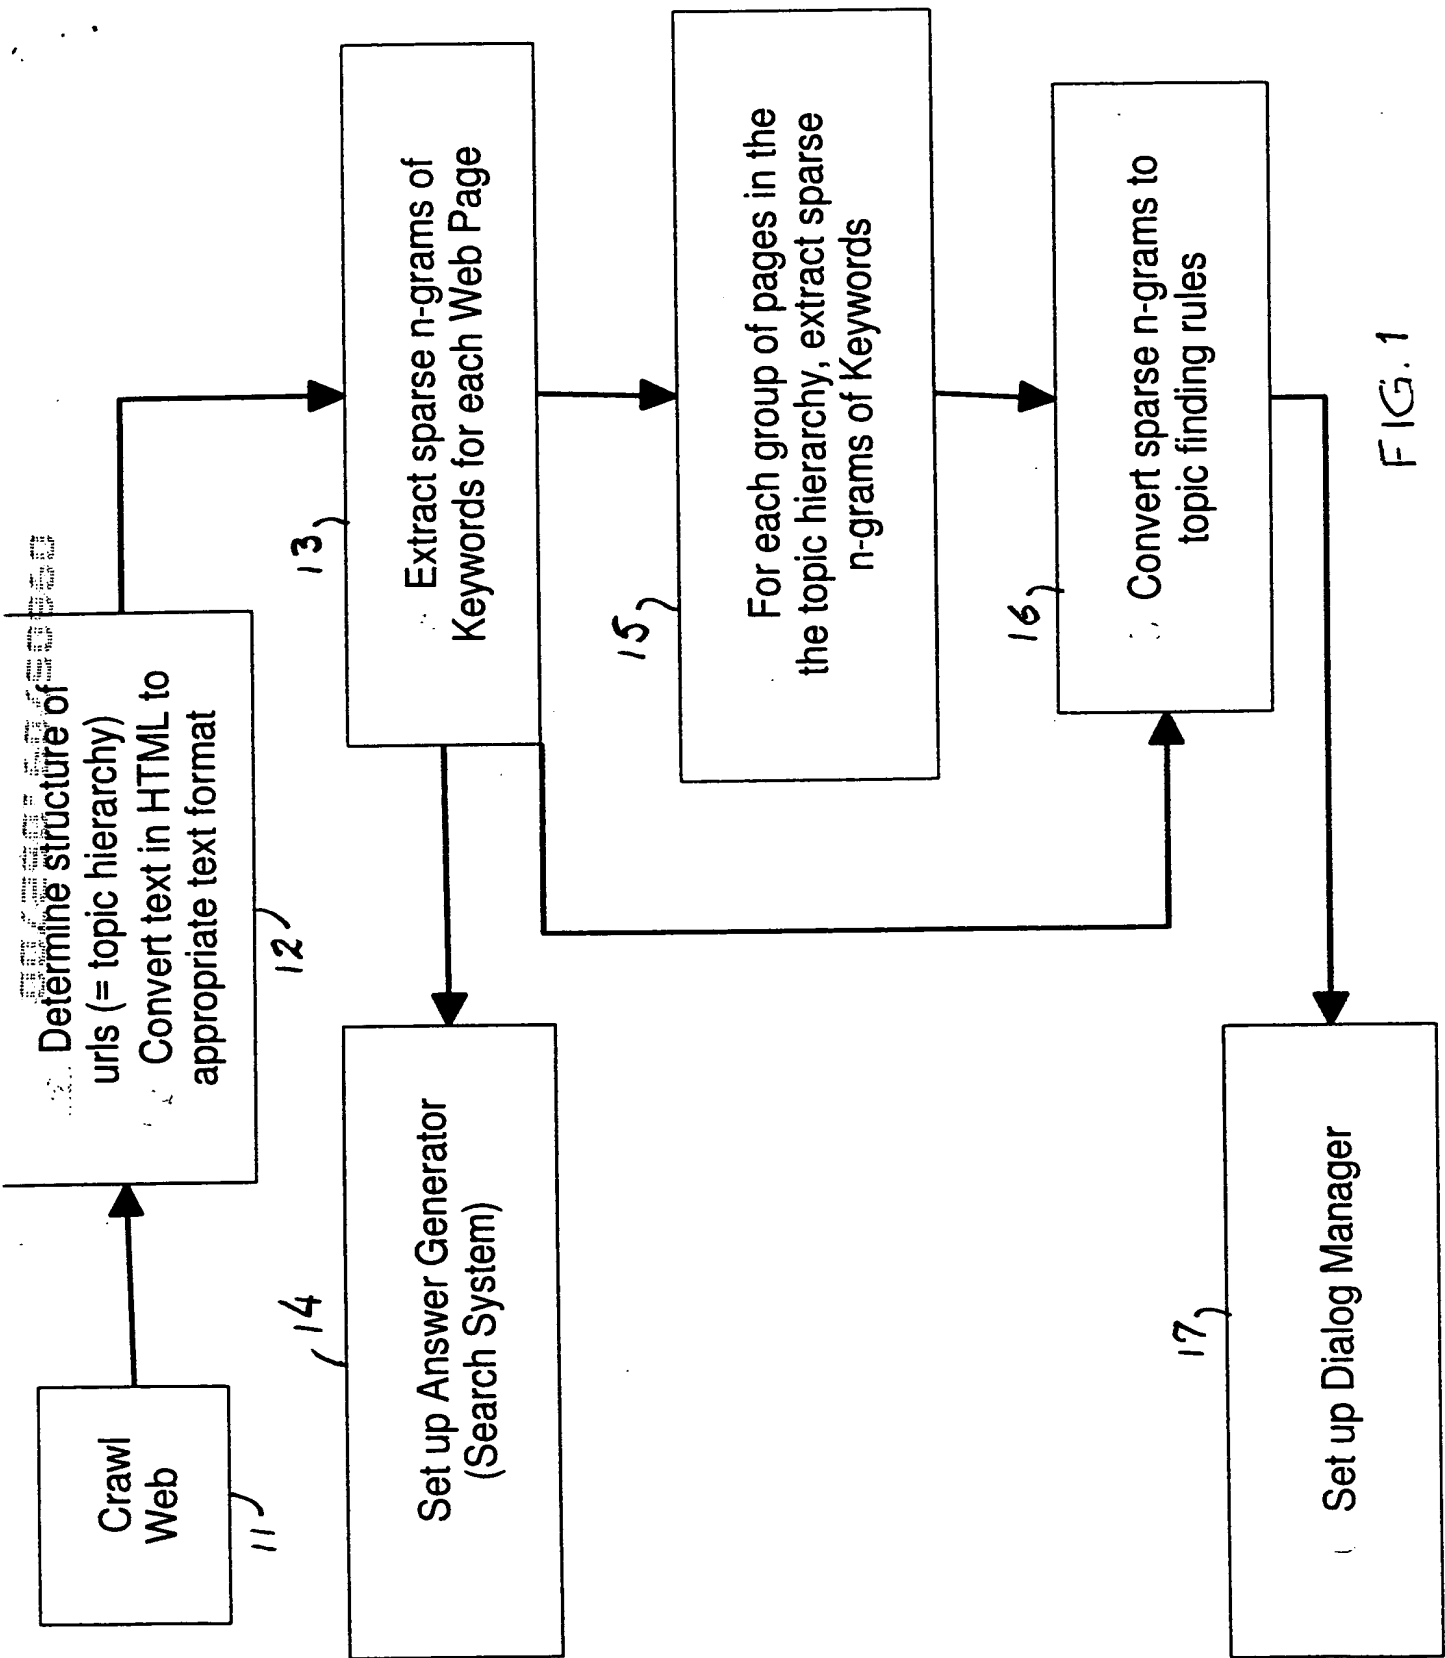 Crawl
Web
11
Determine structure of
urls (= topic hierarchy)
Convert text in HTML to
appropriate text format
12
13
Extract sparse n-grams of
Keywords for each Web Page
14
Set up Answer Generator
(Search System)
15
For each group of pages in the
the topic hierarchy, extract sparse
n-grams of Keywords
16
Convert sparse n-grams to
topic finding rules
17
Set up Dialog Manager
FIG. 1